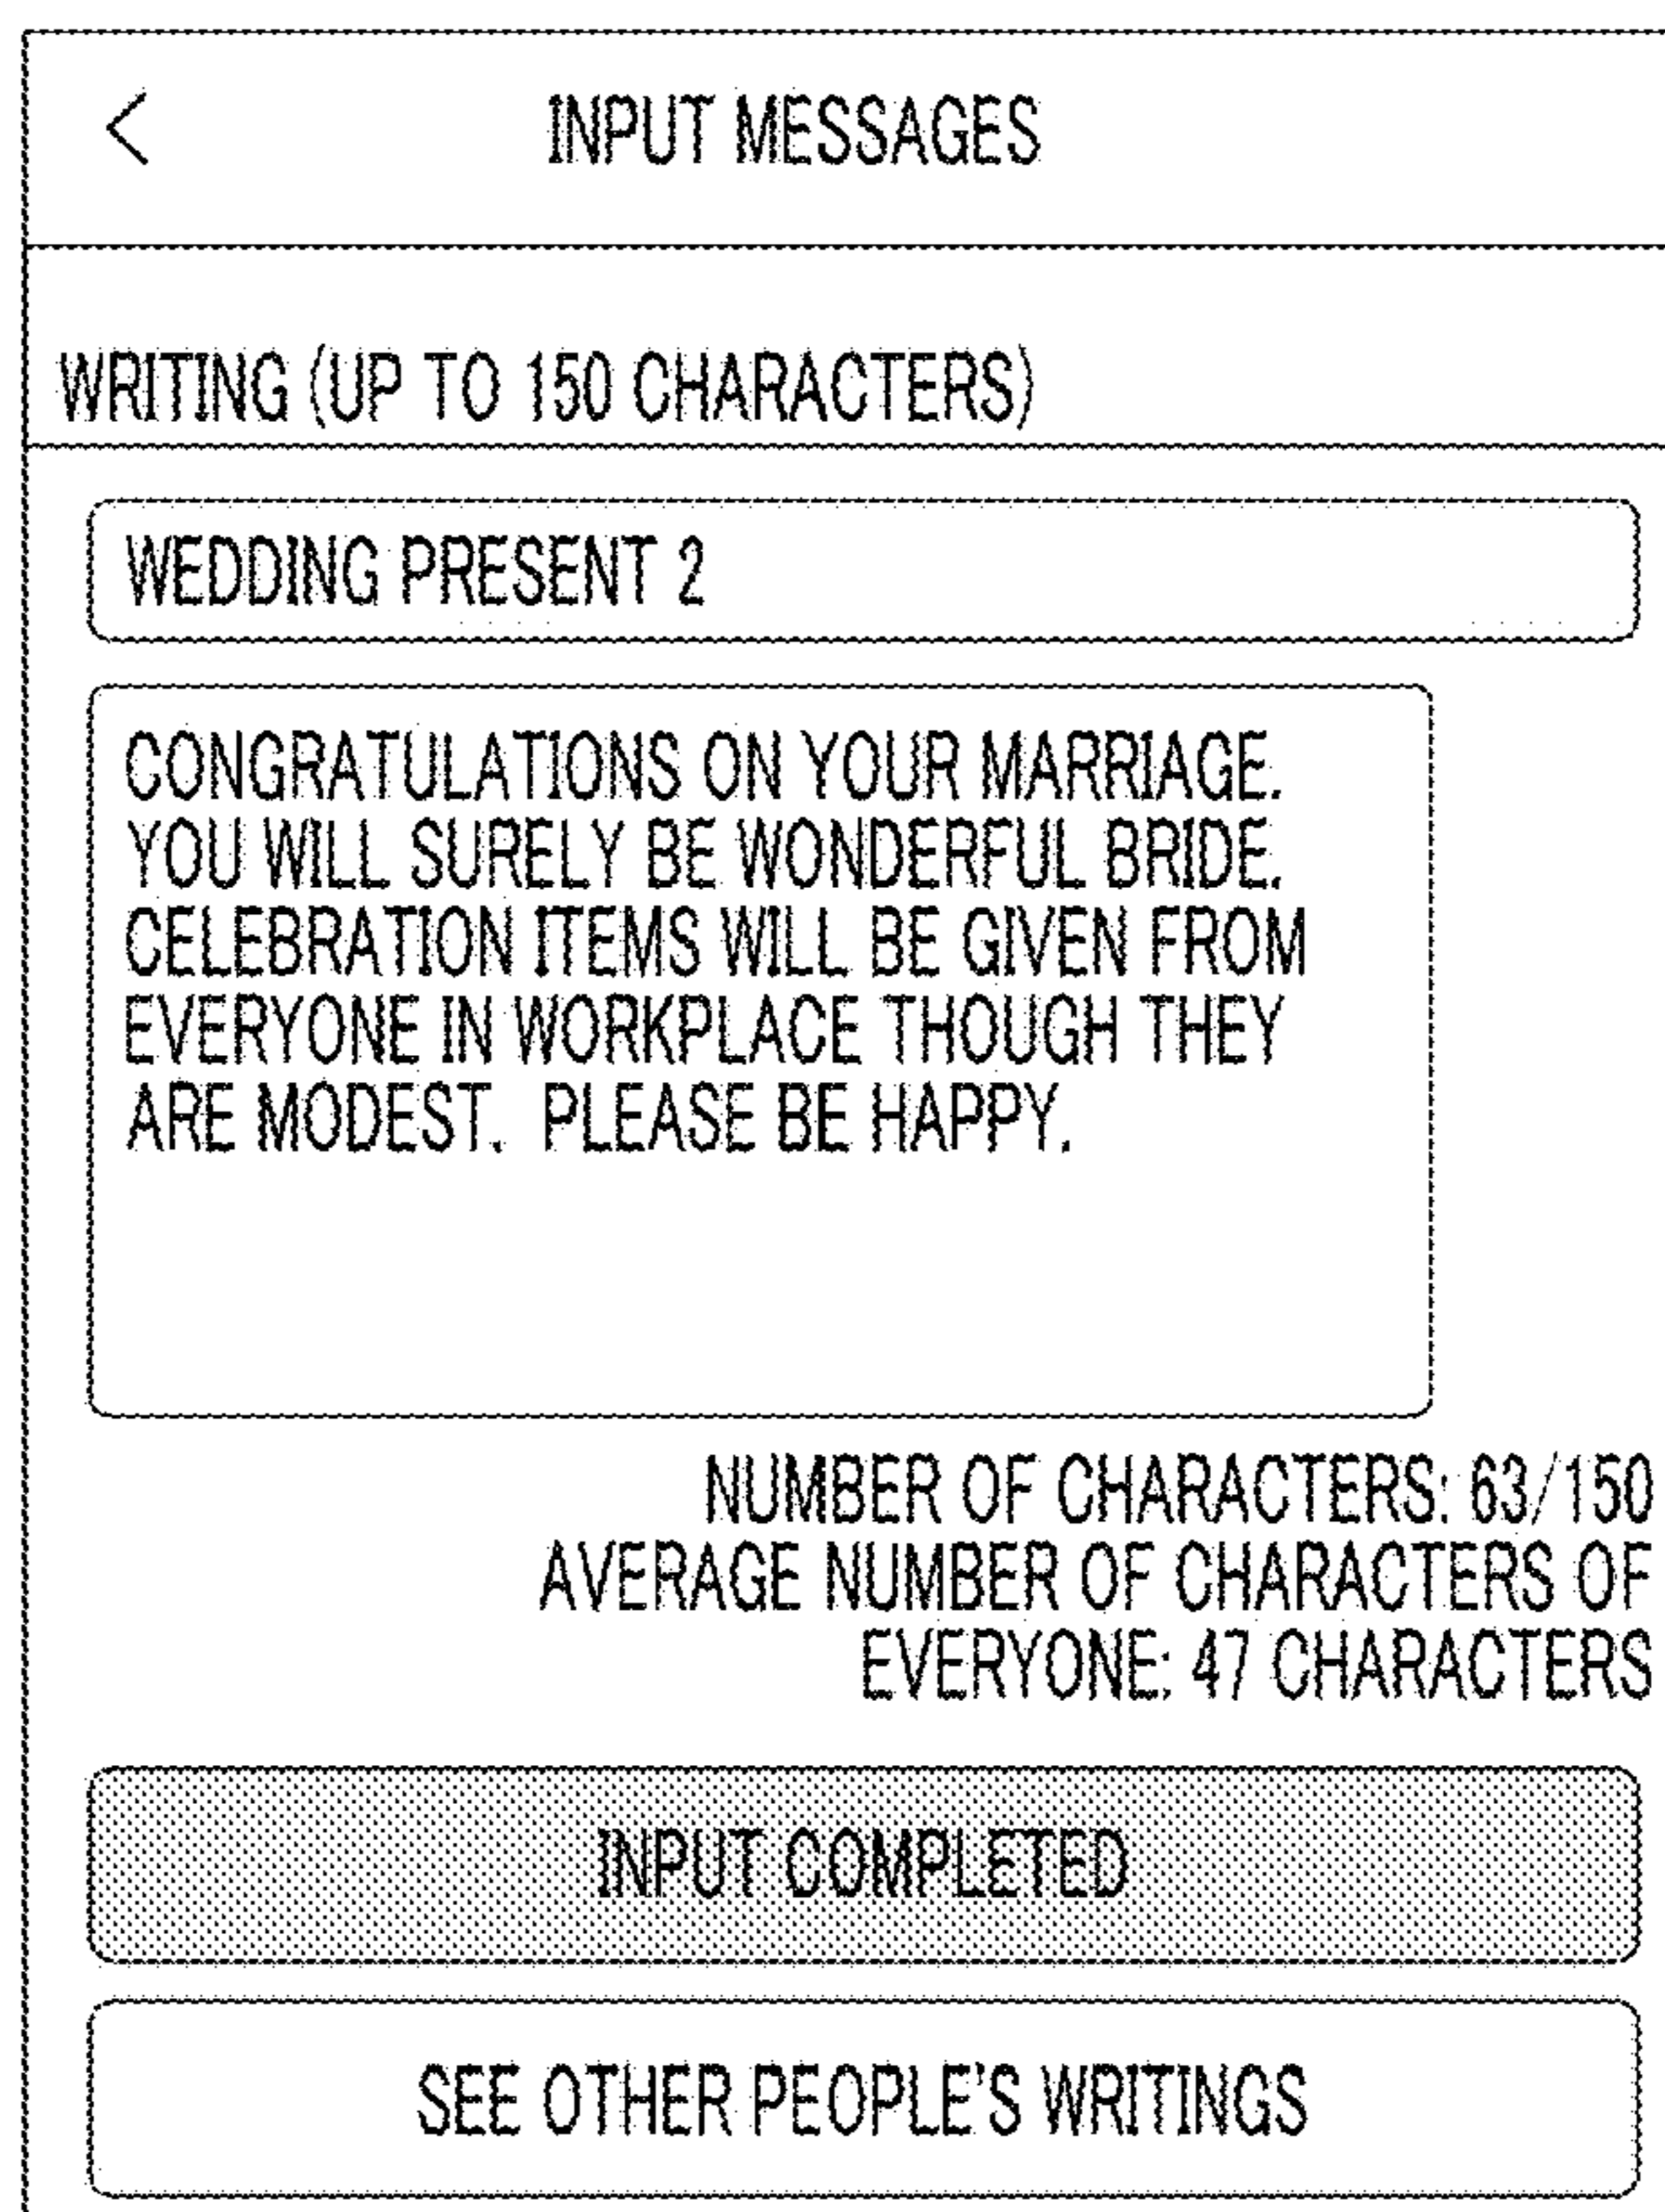 <
INPUT MESSAGES
WRITING (UP TO 150 CHARACTERS)
WEDDING PRESENT 2
CONGRATULATIONS ON YOUR MARRIAGE.
YOU WILL SURELY BE WONDERFUL BRIDE.
CELEBRATION ITEMS WILL BE GIVEN FROM
EVERYONE IN WORKPLACE THOUGH THEY
ARE MODEST. PLEASE BE HAPPY.
NUMBER OF CHARACTERS: 63/150
AVERAGE NUMBER OF CHARACTERS OF
EVERYONE: 47 CHARACTERS
INPUT COMPLETED
SEE OTHER PEOPLE'S WRITINGS